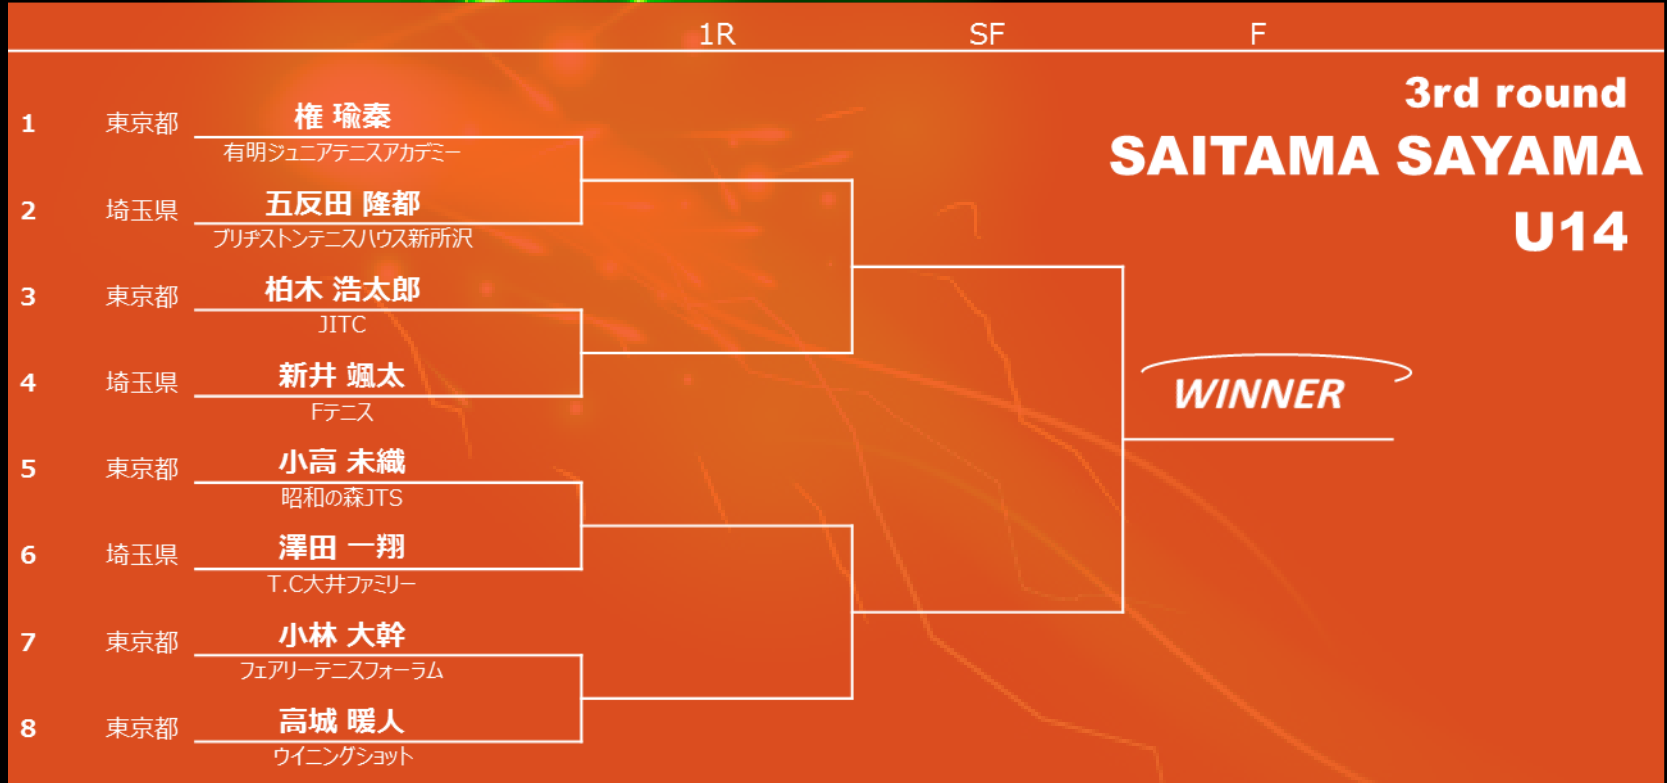 1R SF F
3rd round
SAITAMA SAYAMA
U14
1 東京都 権 瑜秦
有明ジュニアテニスアカデミー
2 埼玉県 五反田 隆都
ブリヂストンテニスハウス新所沢
3 東京都 柏木 浩太郎
JITC
4 埼玉県 新井 颯太
Fテニス
5 東京都 小高 未織
昭和の森JTS
6 埼玉県 澤田 一翔
T.C大井ファミリー
7 東京都 小林 大幹
フェアリーテニスフォーラム
8 東京都 高城 暖人
ウイニングショット
WINNER